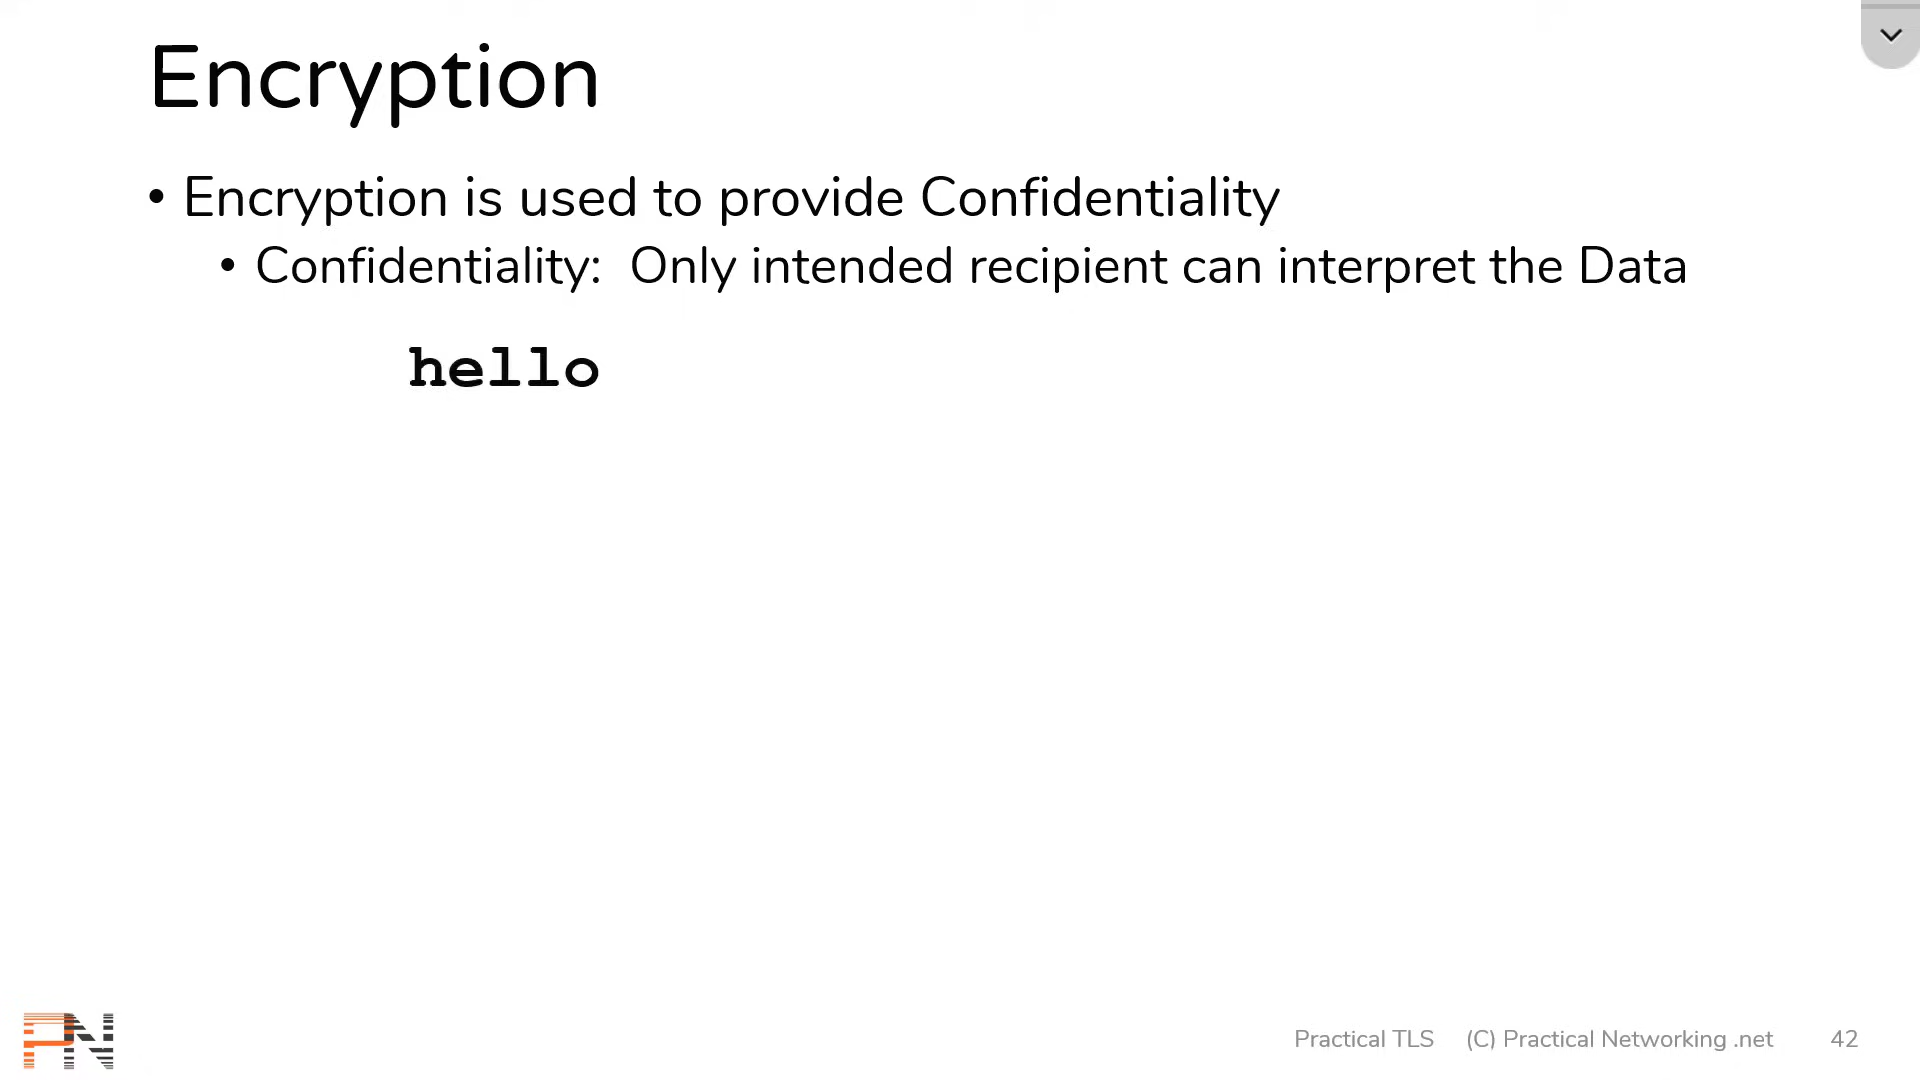 Encryption
• Encryption is used to provide Confidentiality
• Confidentiality:  Only intended recipient can interpret the Data
hello
PN
Practical TLS (C) Practical Networking .net 42